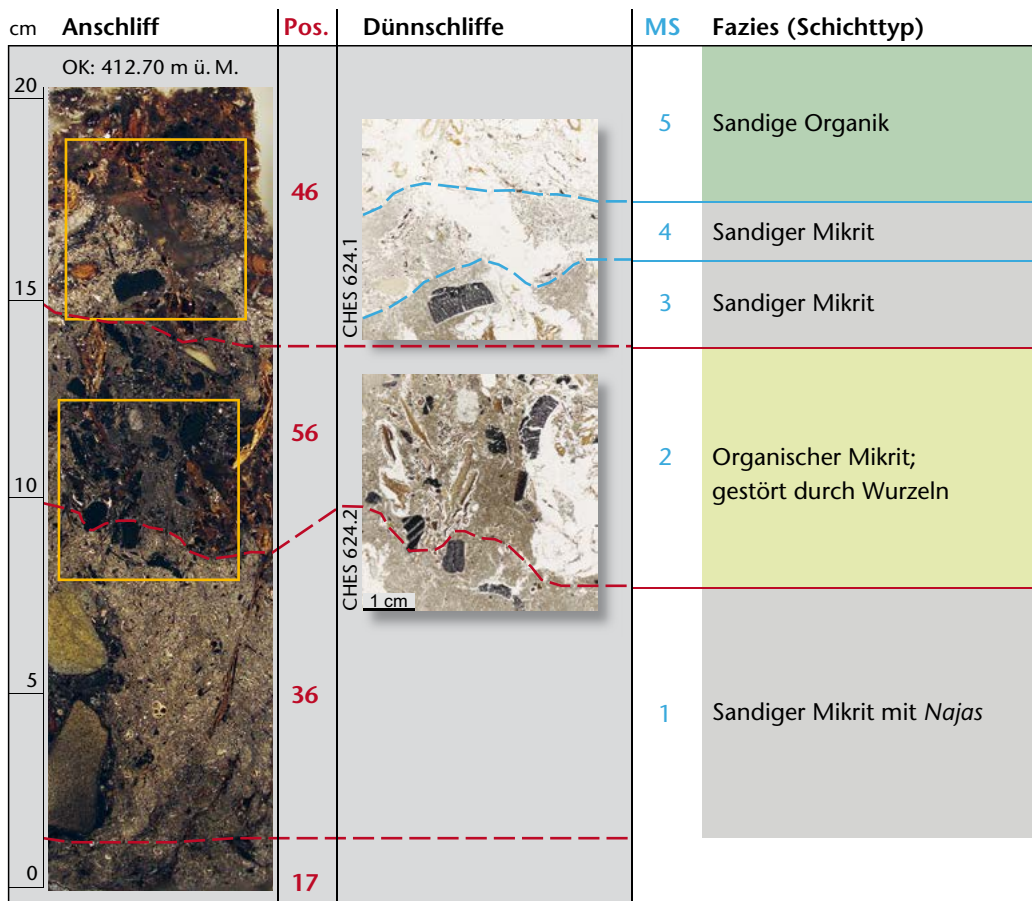 cm Anschliff Pos. Dünnschliffe MS Fazies (Schichttyp)
OK: 412.70 m ü. M.
20
15
10
5
0
46
56
36
17
CHES 624.1
CHES 624.2
1 cm
5 Sandige Organik
4 Sandiger Mikrit
3 Sandiger Mikrit
2 Organischer Mikrit;
gestört durch Wurzeln
1 Sandiger Mikrit mit Najas